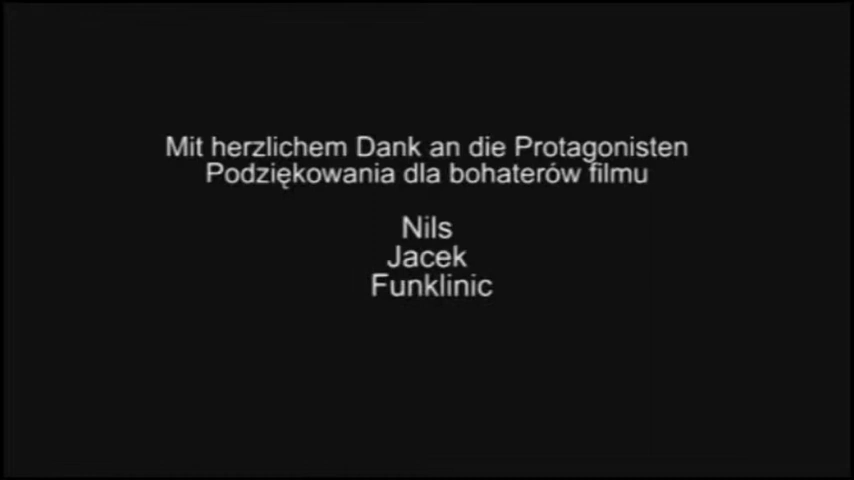 Mit herzlichem Dank an die Protagonisten
Podziękowania dla bohaterów filmu
Nils
Jacek
Funklinic